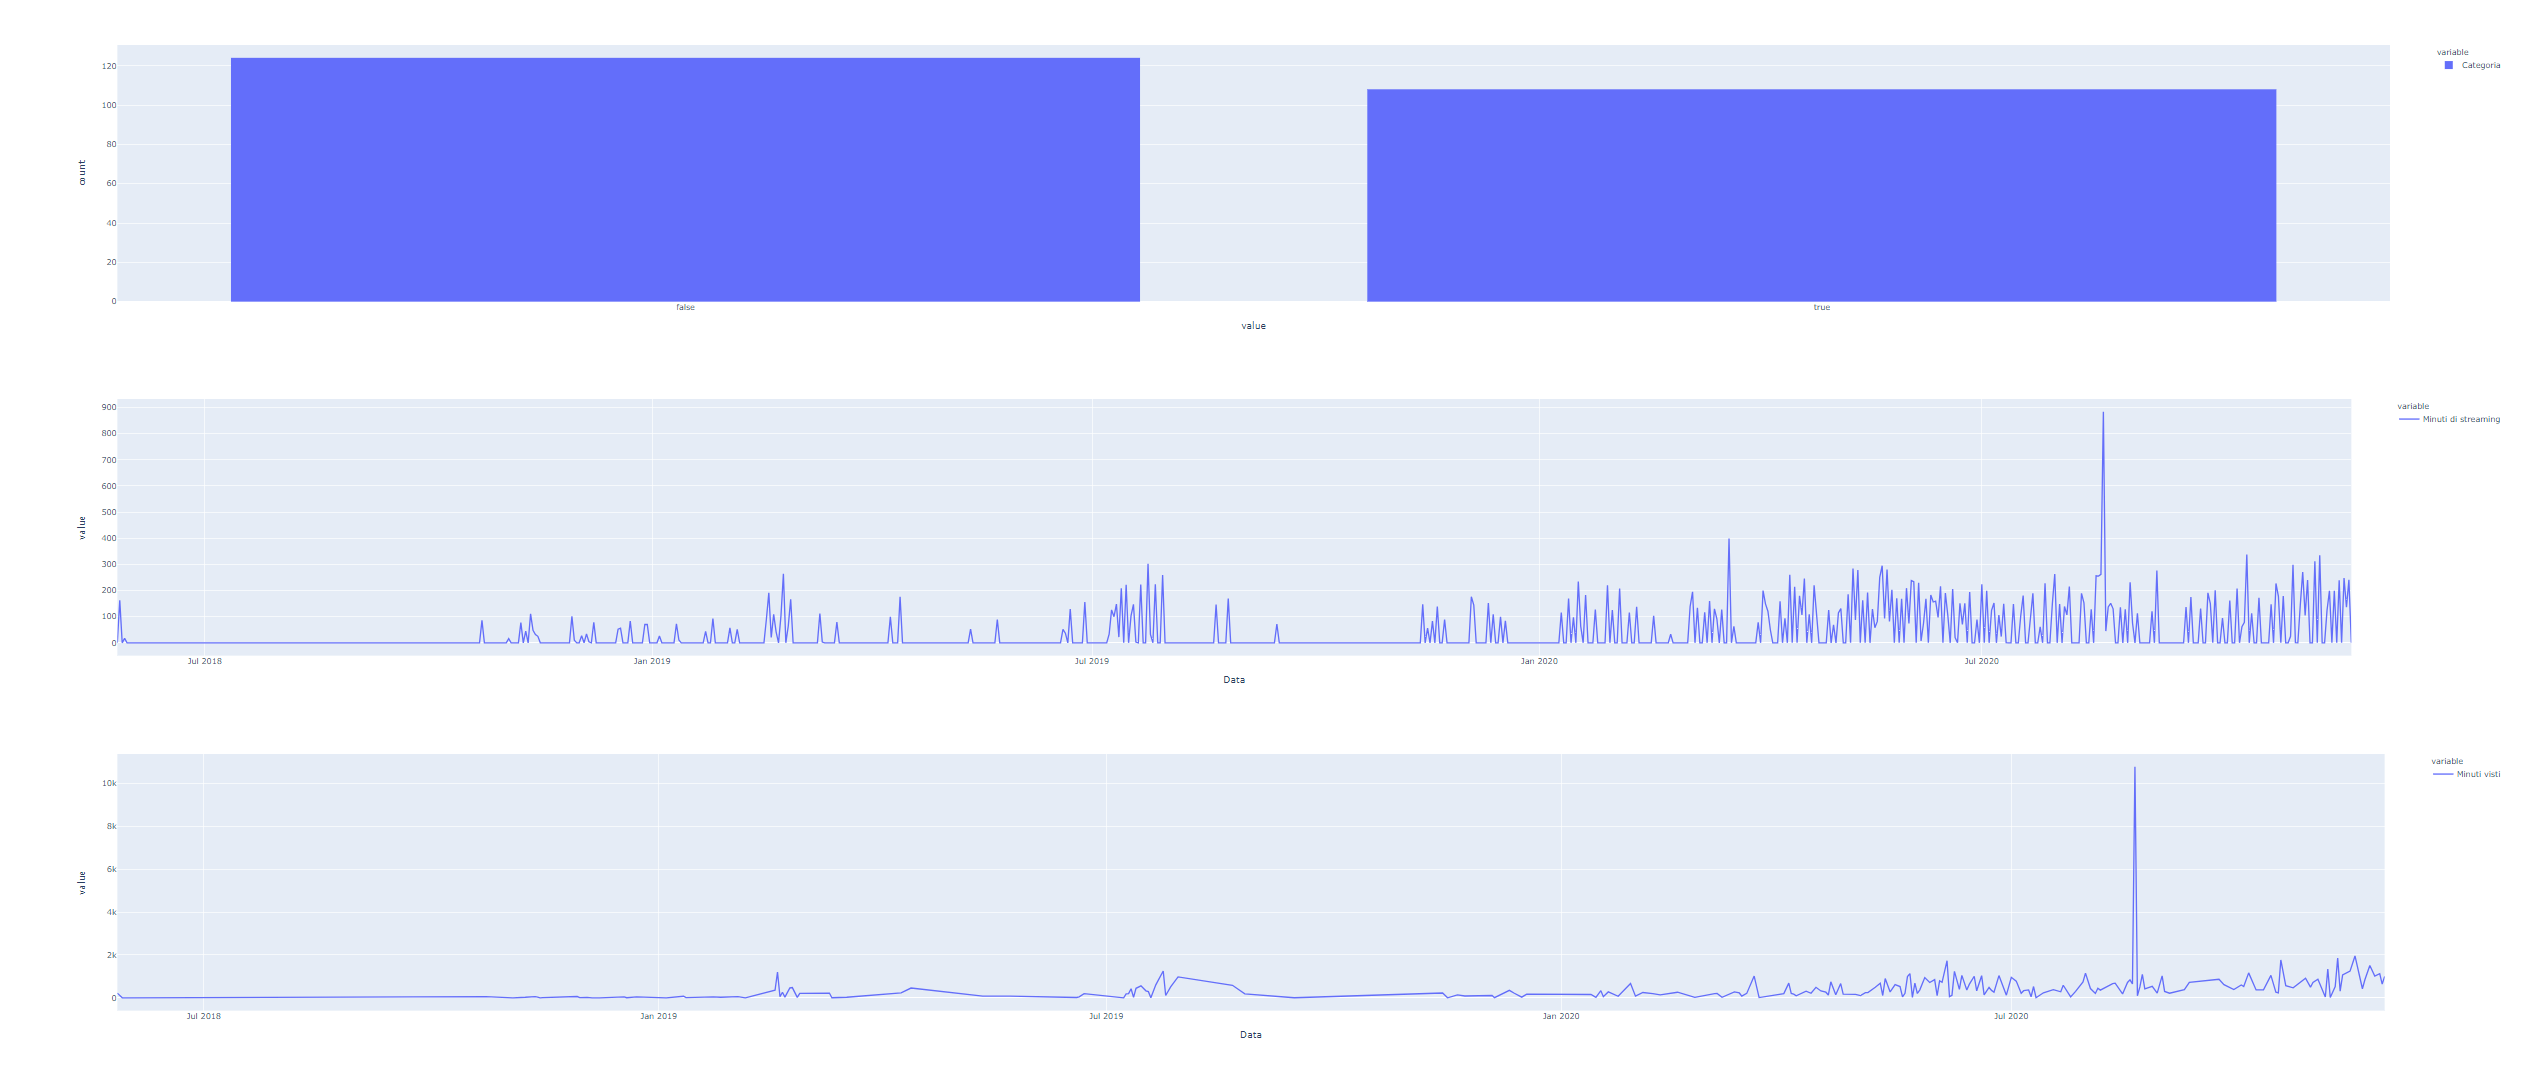 variable
Categoria
120
100
80
60
40
20
0
count
false
true
value
variable
Minuti di streaming
900
800
700
600
500
400
300
200
100
0
value
Jul 2018
Jan 2019
Jul 2019
Jan 2020
Jul 2020
Data
variable
Minuti visti
10k
8k
6k
4k
2k
0
value
Jul 2018
Jan 2019
Jul 2019
Jan 2020
Jul 2020
Data